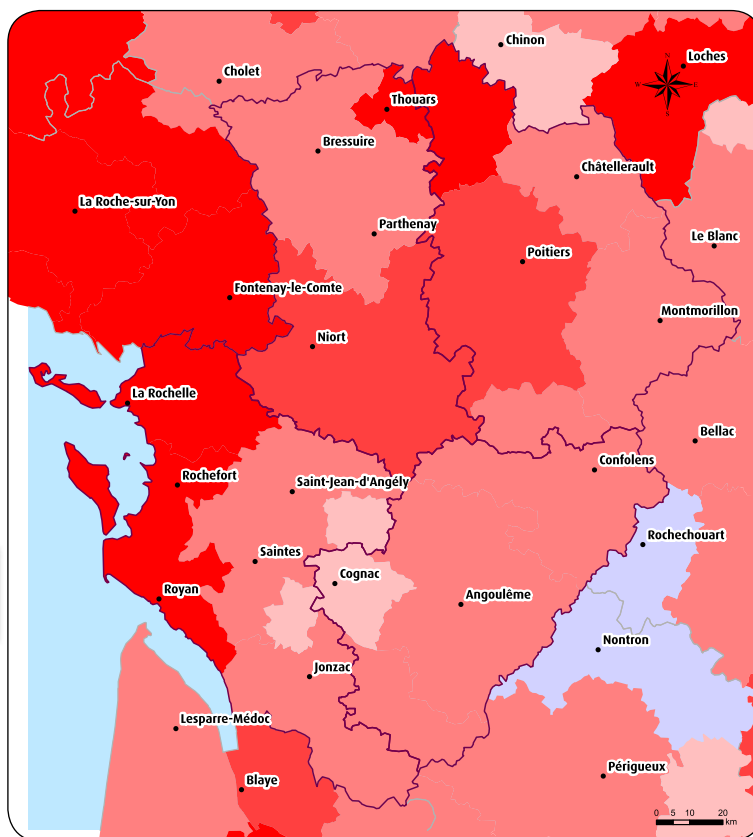 Chinon
Loches
N
W E
S
Cholet
Thouars
Bressuire
Châtellerault
La Roche-sur-Yon
Parthenay
Le Blanc
Poitiers
Fontenay-le-Comte
Montmorillon
Niort
La Rochelle
Bellac
Confolens
Rochefort
Saint-Jean-d'Angély
Rochechouart
Saintes
Cognac
Royan
Angoulême
Nontron
Jonzac
Lesparre-Médoc
Périgueux
Blaye
0 5 10 20
km